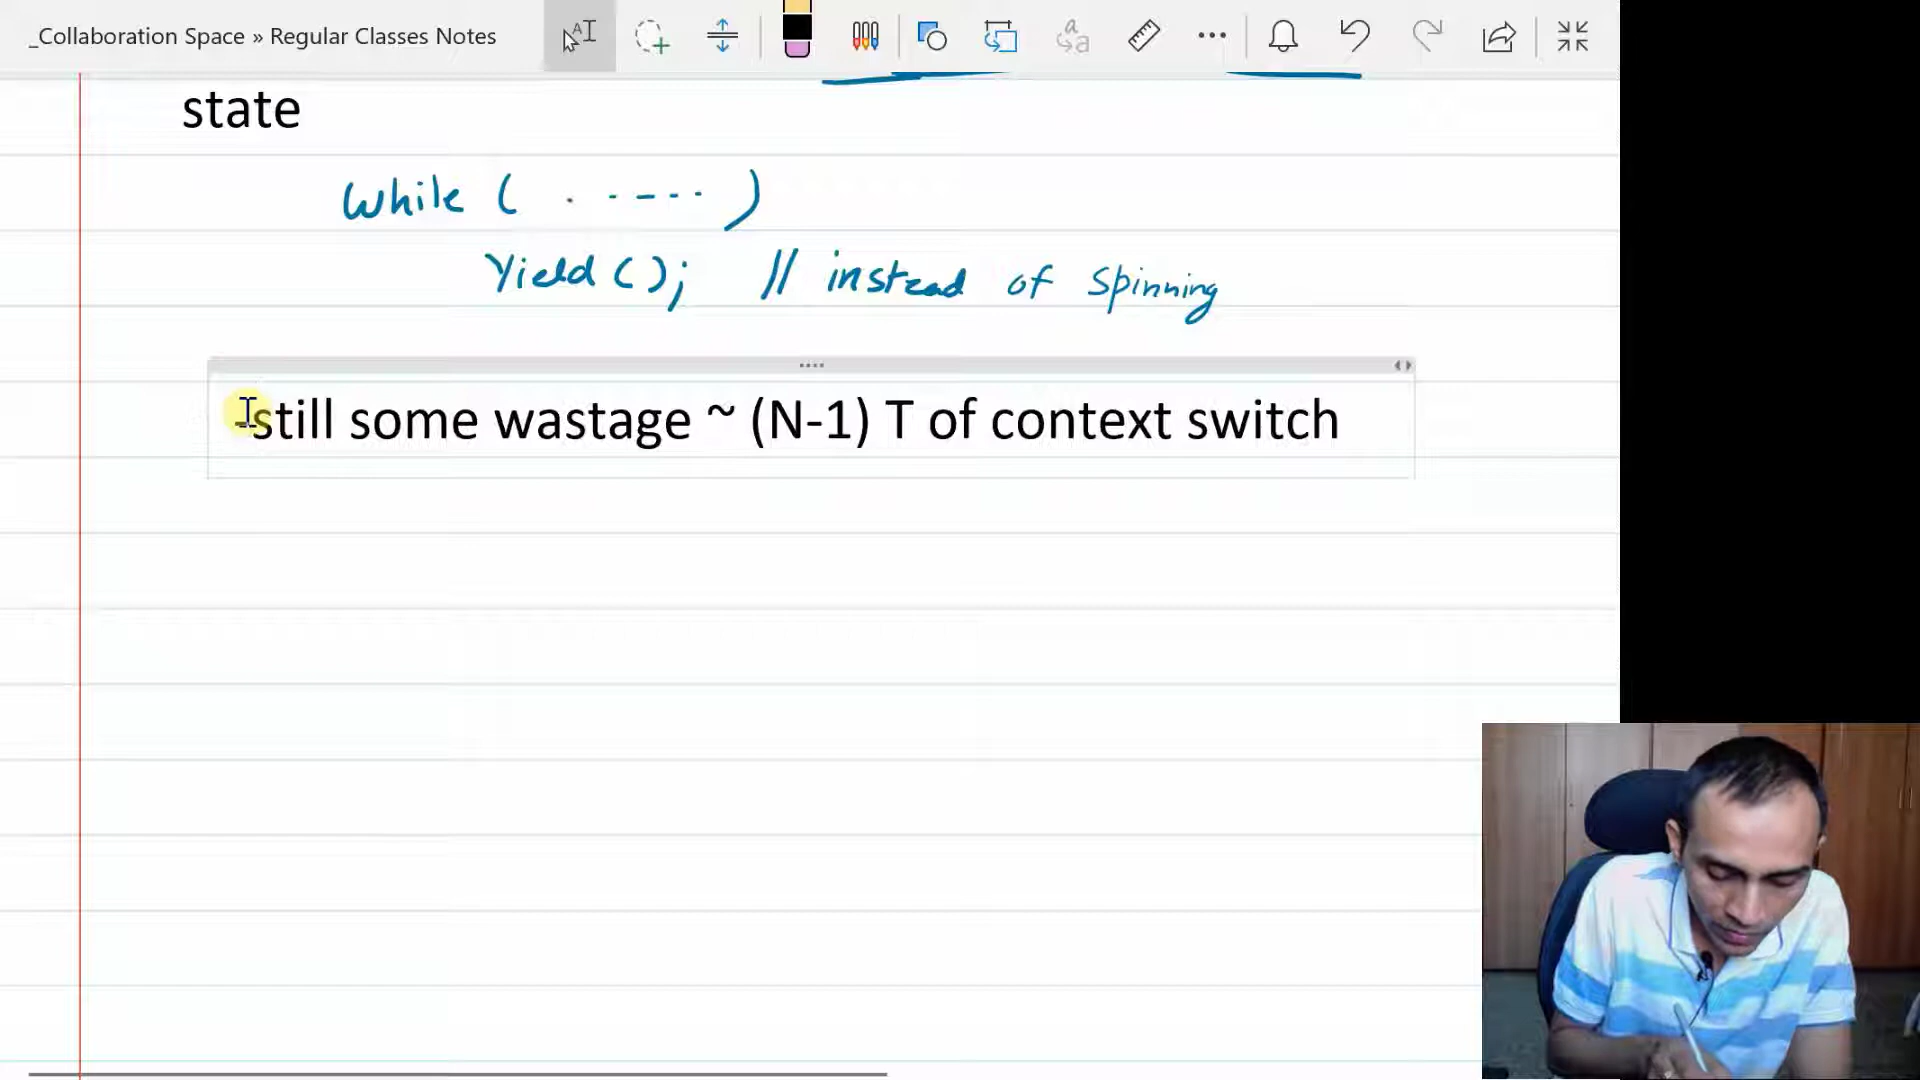 _Collaboration Space » Regular Classes Notes
state
While ( . - - - - - )
Yield ( ) ; // instead of spinning
-still some wastage ~ (N-1) T of context switch